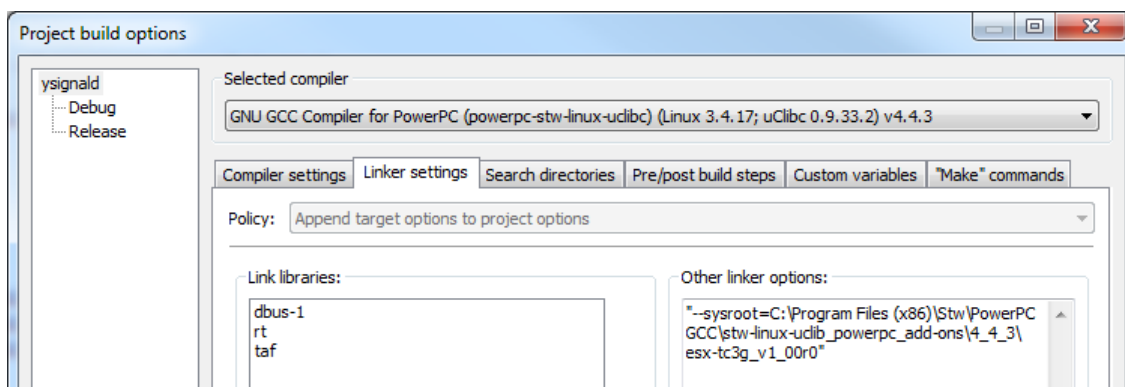 Project build options
ysignald
Debug
Release
Selected compiler
GNU GCC Compiler for PowerPC (powerpc-stw-linux-uclibc) (Linux 3.4.17; uClibc 0.9.33.2) v4.4.3
Compiler settings Linker settings Search directories Pre/post build steps Custom variables "Make" commands
Policy: Append target options to project options
Link libraries:
dbus-1
rt
taf
Other linker options:
"--sysroot=C:\Program Files (x86)\Stw\PowerPC
GCC\stw-linux-uclib_powerpc_add-ons\4_4_3\
esx-tc3g_v1_00r0"